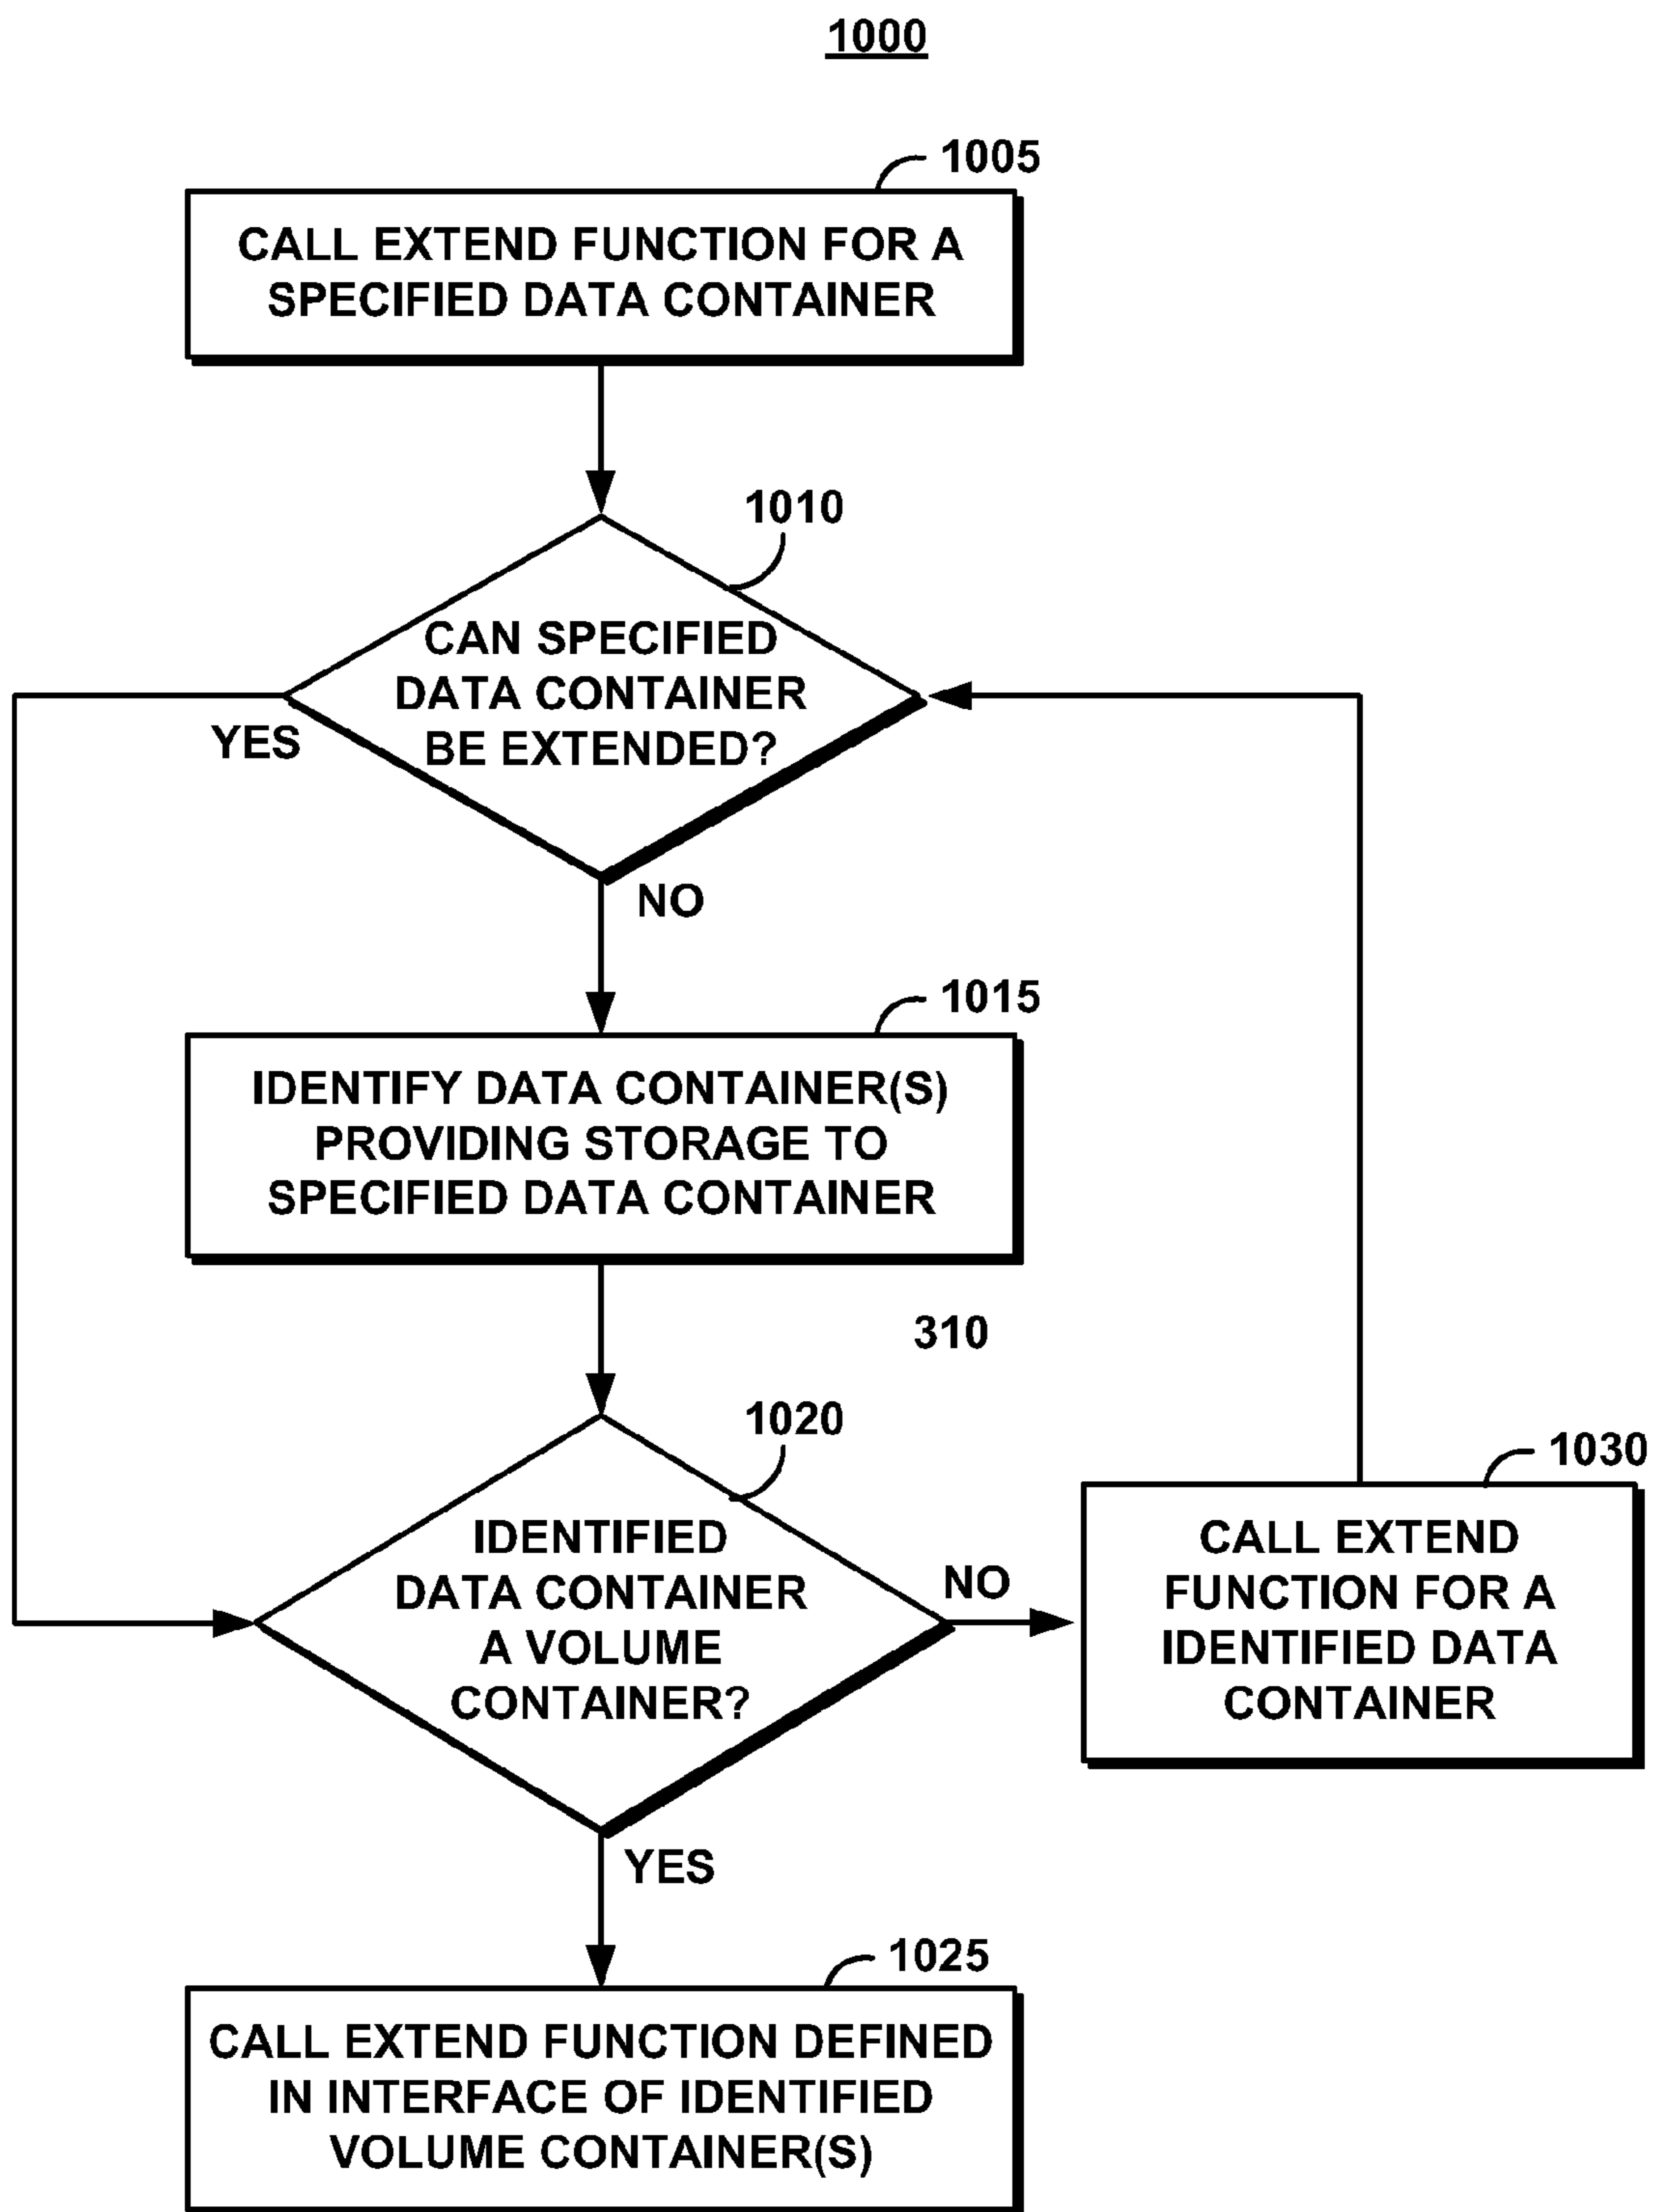 1000
1005
CALL EXTEND FUNCTION FOR A
SPECIFIED DATA CONTAINER
1010
CAN SPECIFIED
DATA CONTAINER
BE EXTENDED?
YES
NO
1015
IDENTIFY DATA CONTAINER(S)
PROVIDING STORAGE TO
SPECIFIED DATA CONTAINER
310
1020
IDENTIFIED
DATA CONTAINER
A VOLUME
CONTAINER?
NO
YES
1030
CALL EXTEND
FUNCTION FOR A
IDENTIFIED DATA
CONTAINER
1025
CALL EXTEND FUNCTION DEFINED
IN INTERFACE OF IDENTIFIED
VOLUME CONTAINER(S)